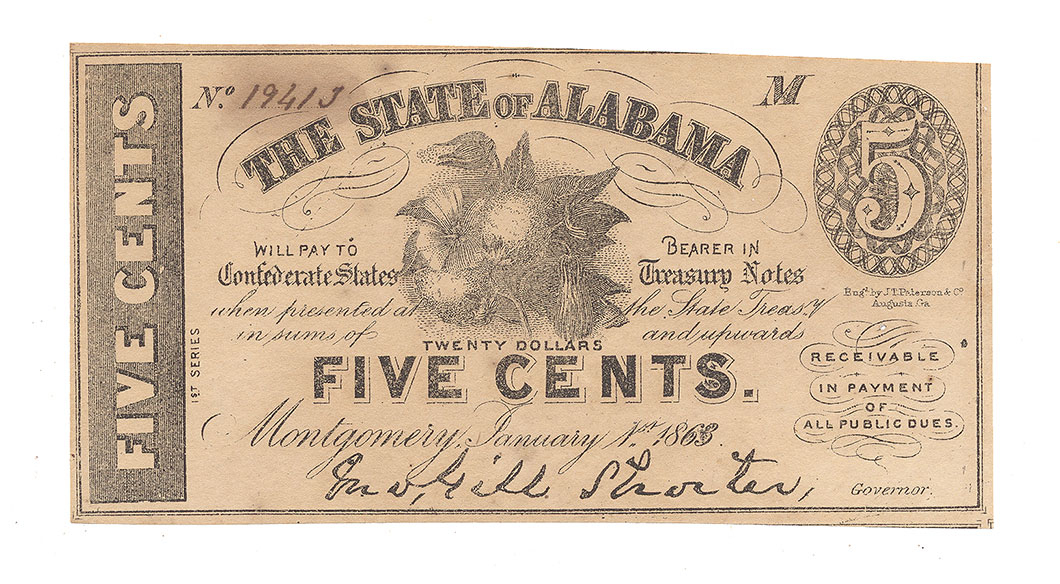 No. 19413
M
THE STATE OF ALABAMA
5
FIVE CENTS
1ST SERIES
WILL PAY TO
BEARER IN
Confederate States
Treasury Notes
when presented at
the State Treasy
in sums of
and upwards
TWENTY DOLLARS
FIVE CENTS.
Engd. by J.T. Paterson & Co
Augusta, Ga
RECEIVABLE
IN PAYMENT
OF
ALL PUBLIC DUES.
Montgomery, January 1st 1863.
Jno, Gill Shorter,
Governor.